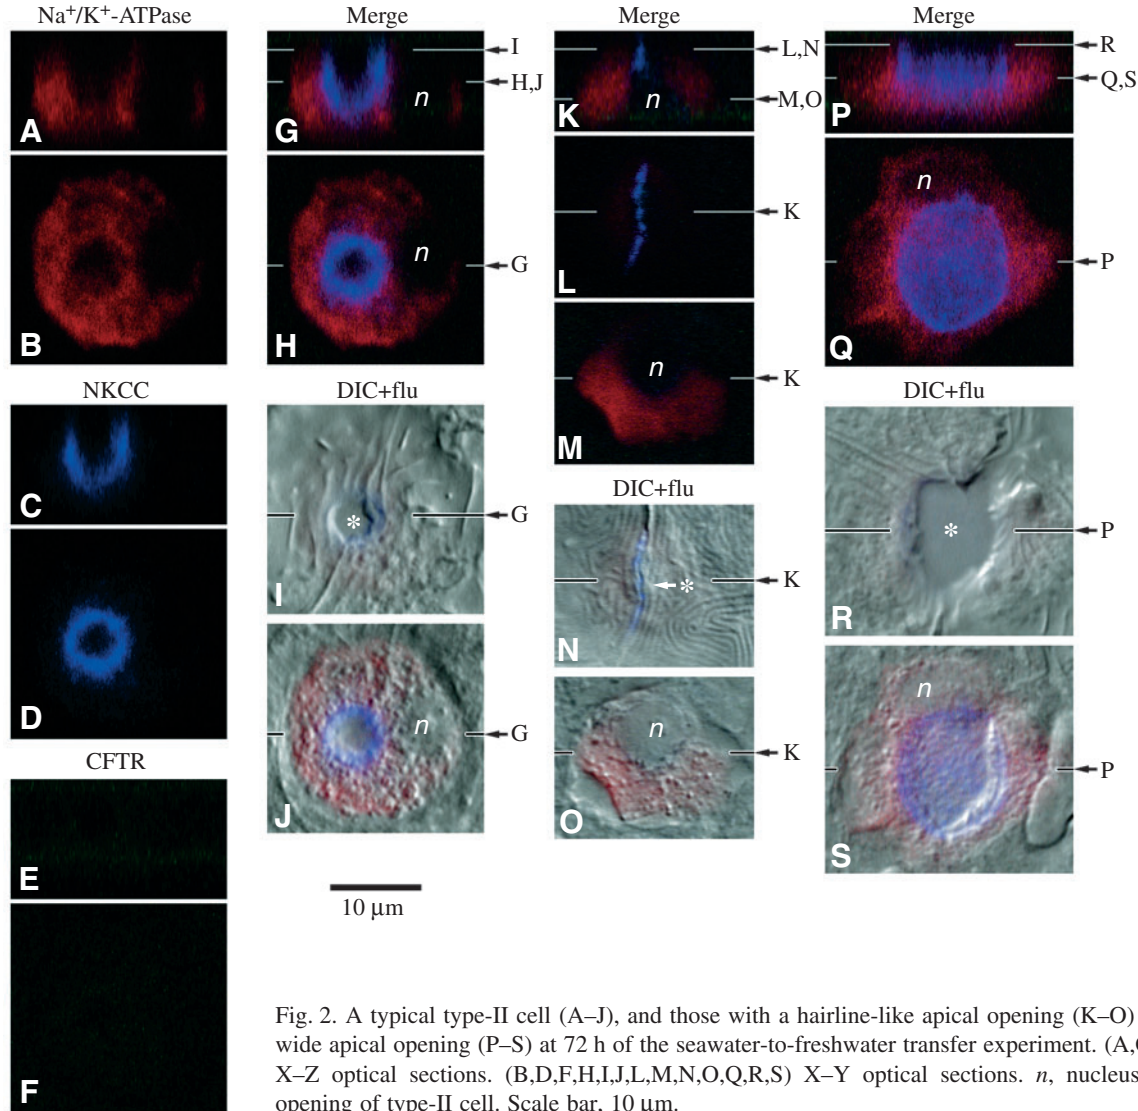 Na⁺/K⁺-ATPase
A
B
NKCC
C
D
CFTR
E
F
Merge
I
H,J
n
G
n
G
H
DIC+flu
*
G
I
n
G
J
10 μm
Merge
L,N
n
M,O
K
K
L
n
K
M
DIC+flu
*
K
N
n
K
O
Merge
R
Q,S
P
n
P
Q
DIC+flu
*
P
R
n
P
S
Fig. 2. A typical type-II cell (A–J), and those with a hairline-like apical opening (K–O)
wide apical opening (P–S) at 72 h of the seawater-to-freshwater transfer experiment. (A,
X–Z optical sections. (B,D,F,H,I,J,L,M,N,O,Q,R,S) X–Y optical sections. n, nucleus
opening of type-II cell. Scale bar, 10 μm.